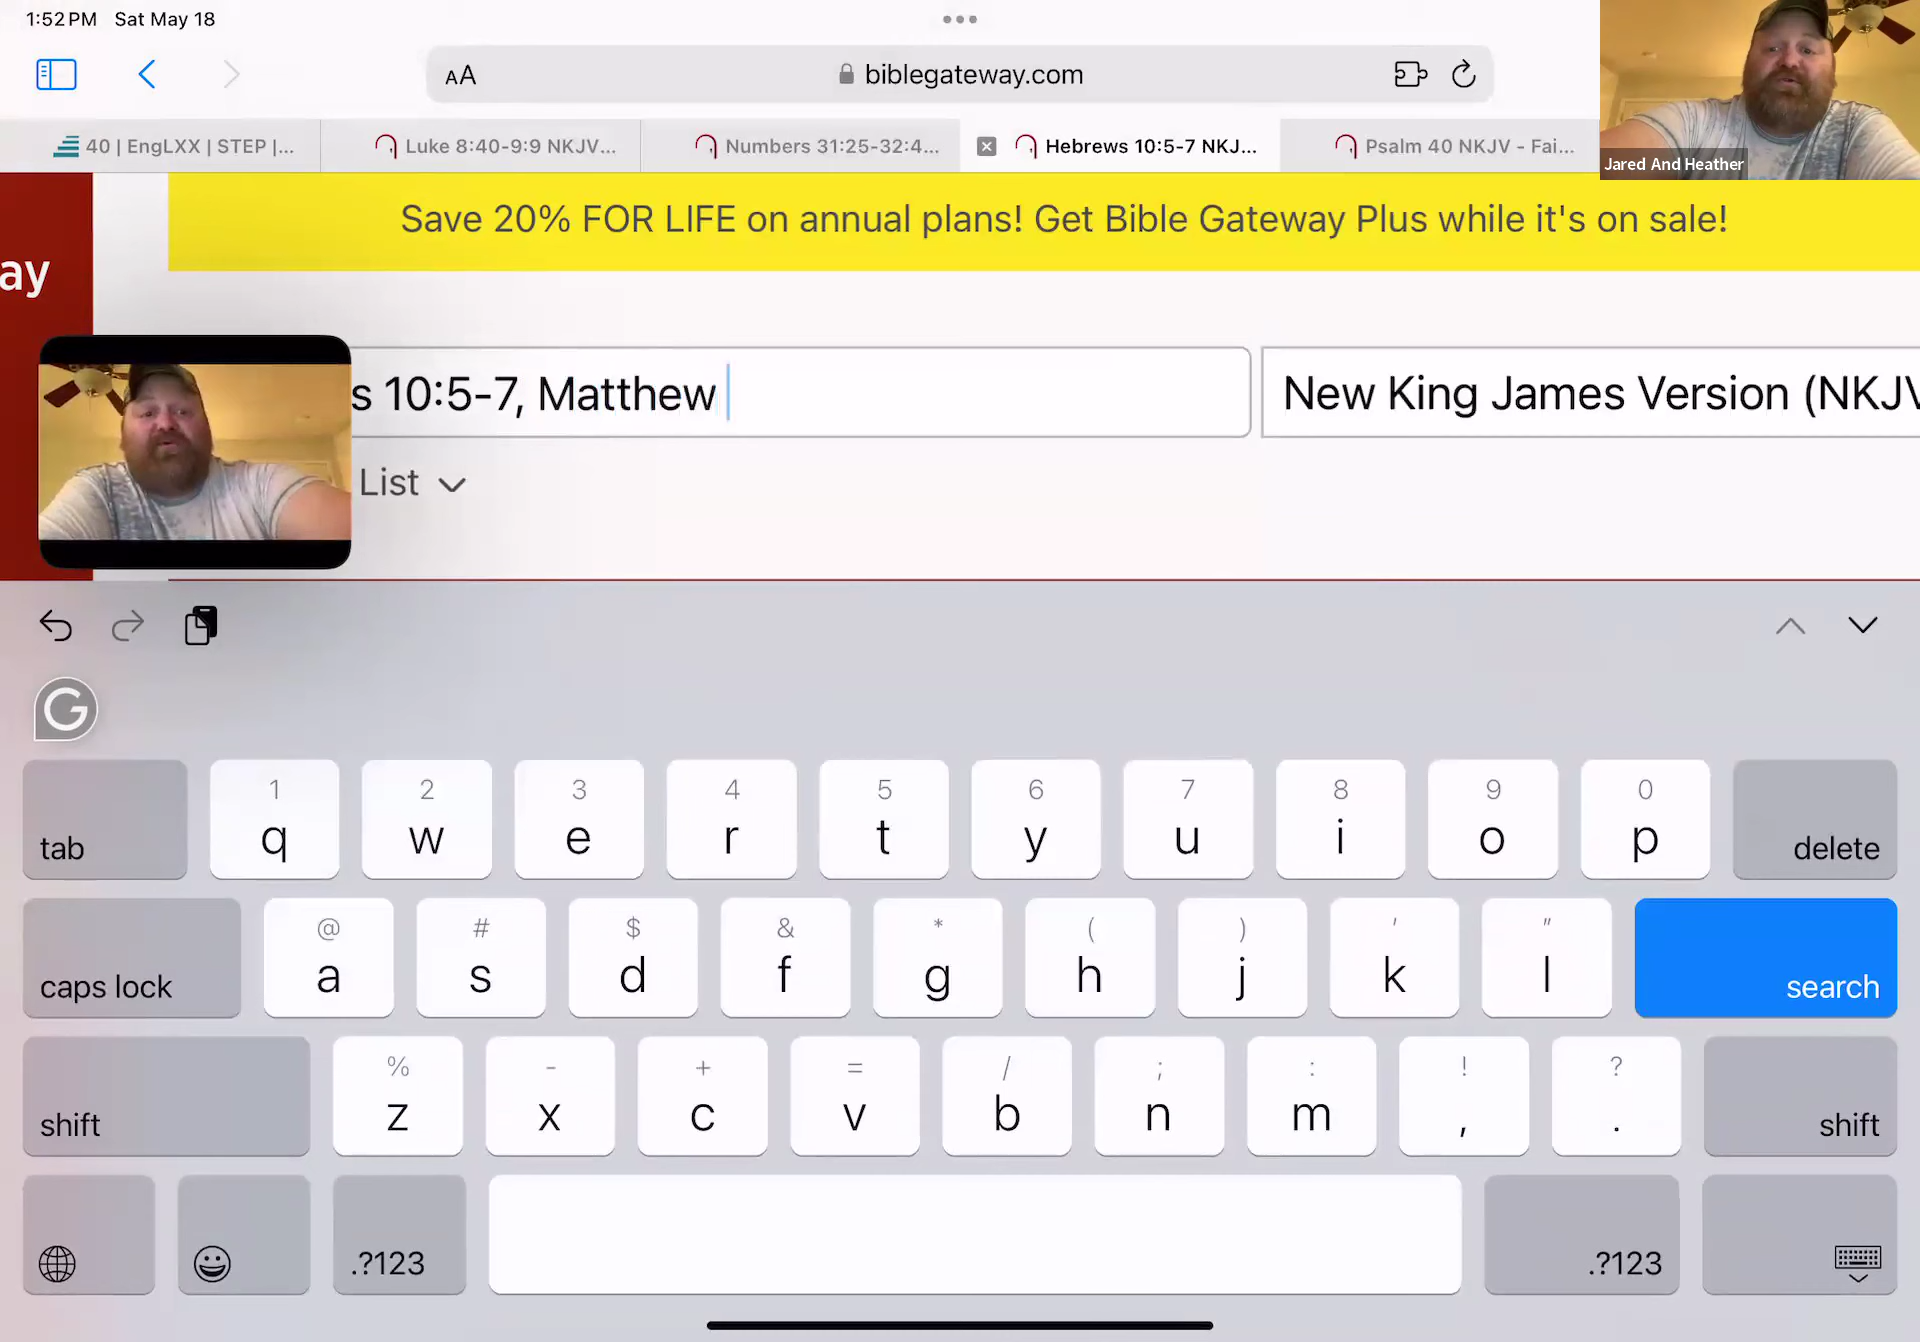 1:52 PM Sat May 18
AA
biblegateway.com
40 | EngLXX | STEP |...
Luke 8:40-9:9 NKJV...
Numbers 31:25-32:4...
Hebrews 10:5-7 NKJ...
Psalm 40 NKJV - Fai...
Jared And Heather
Save 20% FOR LIFE on annual plans! Get Bible Gateway Plus while it's on sale!
ay
s 10:5-7, Matthew
New King James Version (NKJV
List
G
tab
1 2 3 4 5 6 7 8 9 0
q w e r t y u i o p
delete
caps lock
@ # $ & * ( ) ' "
a s d f g h j k l
search
shift
% - + = / ; : ! ?
z x c v b n m , .
shift
.?123
.?123